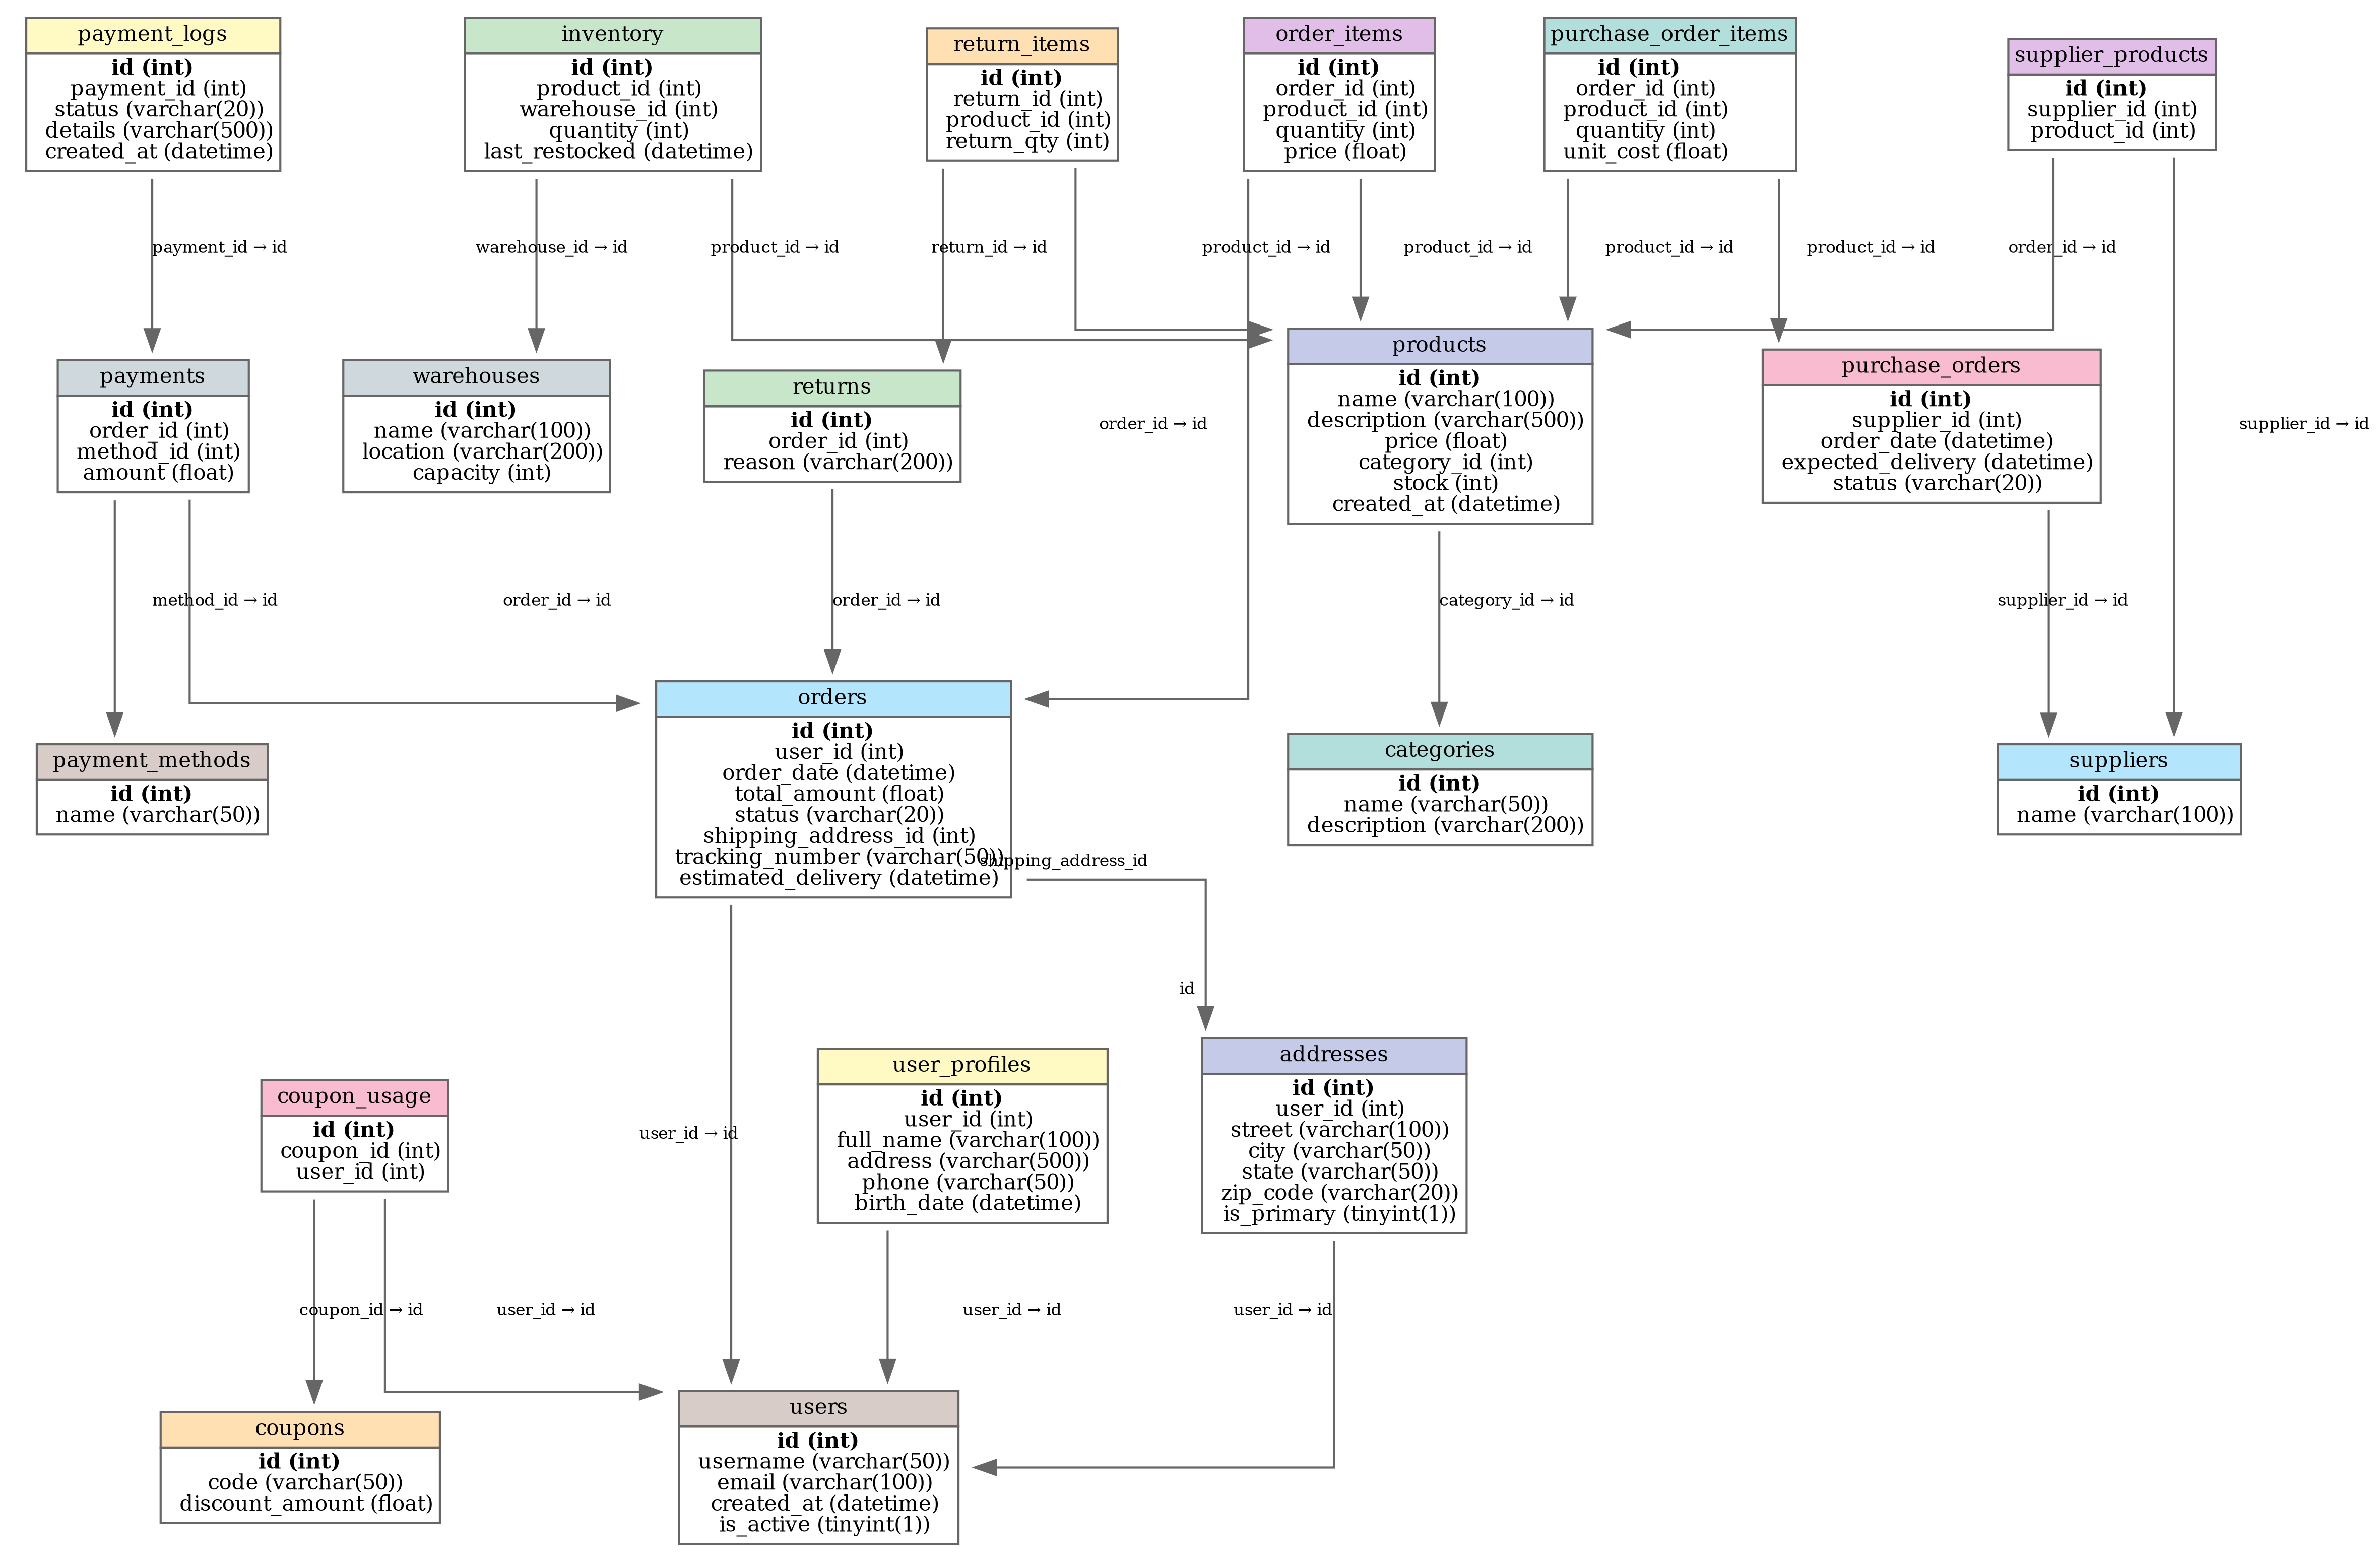 payment_logs
id (int)
payment_id (int)
status (varchar(20))
details (varchar(500))
created_at (datetime)
inventory
id (int)
product_id (int)
warehouse_id (int)
quantity (int)
last_restocked (datetime)
return_items
id (int)
return_id (int)
product_id (int)
return_qty (int)
order_items
id (int)
order_id (int)
product_id (int)
quantity (int)
price (float)
purchase_order_items
id (int)
order_id (int)
product_id (int)
quantity (int)
unit_cost (float)
supplier_products
id (int)
supplier_id (int)
product_id (int)
payment_id → id
warehouse_id → id
product_id → id
return_id → id
product_id → id
product_id → id
product_id → id
product_id → id
order_id → id
payments
id (int)
order_id (int)
method_id (int)
amount (float)
warehouses
id (int)
name (varchar(100))
location (varchar(200))
capacity (int)
returns
id (int)
order_id (int)
reason (varchar(200))
order_id → id
products
id (int)
name (varchar(100))
description (varchar(500))
price (float)
category_id (int)
stock (int)
created_at (datetime)
purchase_orders
id (int)
supplier_id (int)
order_date (datetime)
expected_delivery (datetime)
status (varchar(20))
supplier_id → id
method_id → id
order_id → id
order_id → id
category_id → id
supplier_id → id
payment_methods
id (int)
name (varchar(50))
orders
id (int)
user_id (int)
order_date (datetime)
total_amount (float)
status (varchar(20))
shipping_address_id (int)
tracking_number (varchar(50))
estimated_delivery (datetime)
shipping_address_id
id
categories
id (int)
name (varchar(50))
description (varchar(200))
suppliers
id (int)
name (varchar(100))
coupon_usage
id (int)
coupon_id (int)
user_id (int)
user_id → id
user_profiles
id (int)
user_id (int)
full_name (varchar(100))
address (varchar(500))
phone (varchar(50))
birth_date (datetime)
addresses
id (int)
user_id (int)
street (varchar(100))
city (varchar(50))
state (varchar(50))
zip_code (varchar(20))
is_primary (tinyint(1))
coupon_id → id
user_id → id
user_id → id
user_id → id
coupons
id (int)
code (varchar(50))
discount_amount (float)
users
id (int)
username (varchar(50))
email (varchar(100))
created_at (datetime)
is_active (tinyint(1))